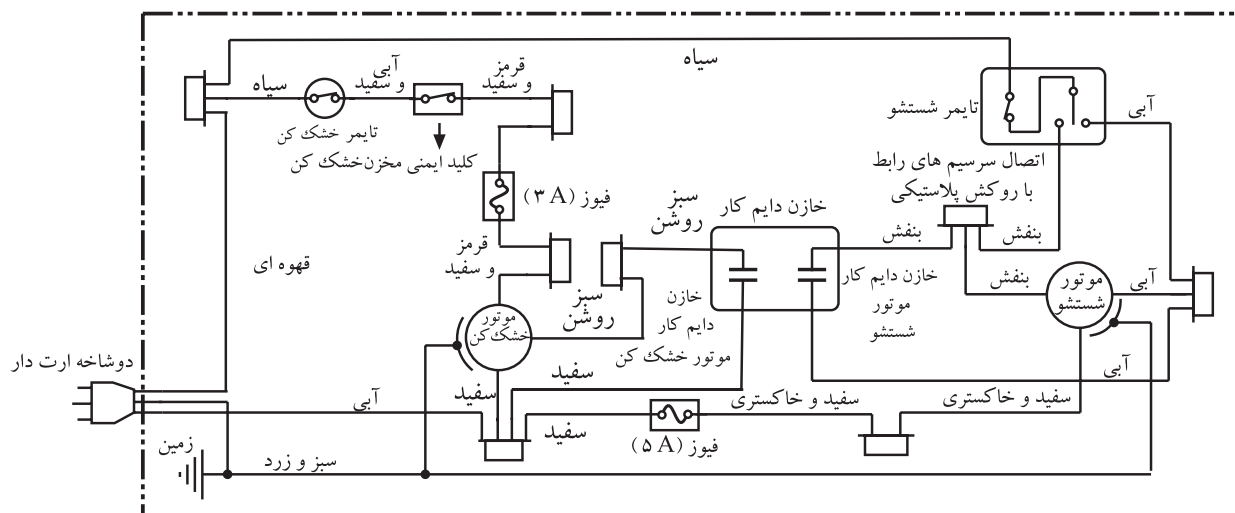 سیاه
قرمز
و سفید
آبی
و سفید
سیاه
تایمر خشک کن
کلید ایمنی مخزن خشک کن
تایمر شستشو
آبی
اتصال سرسیم های رابط
با روکش پلاستیکی
فیوز (۳ A)
سبز
روشن
خازن دایم کار
بنفش
بنفش
قرمز
و سفید
قهوه ای
خازن دایم کار
موتور
شستشو
بنفش
موتور
شستشو
آبی
سبز
روشن
خازن
دایم کار
موتور خشک کن
موتور
خشک کن
دوشاخه ارت دار
آبی
سفید
سفید
سفید
سفید و خاکستری
سفید و خاکستری
آبی
فیوز (۵ A)
زمین
سبز و زرد